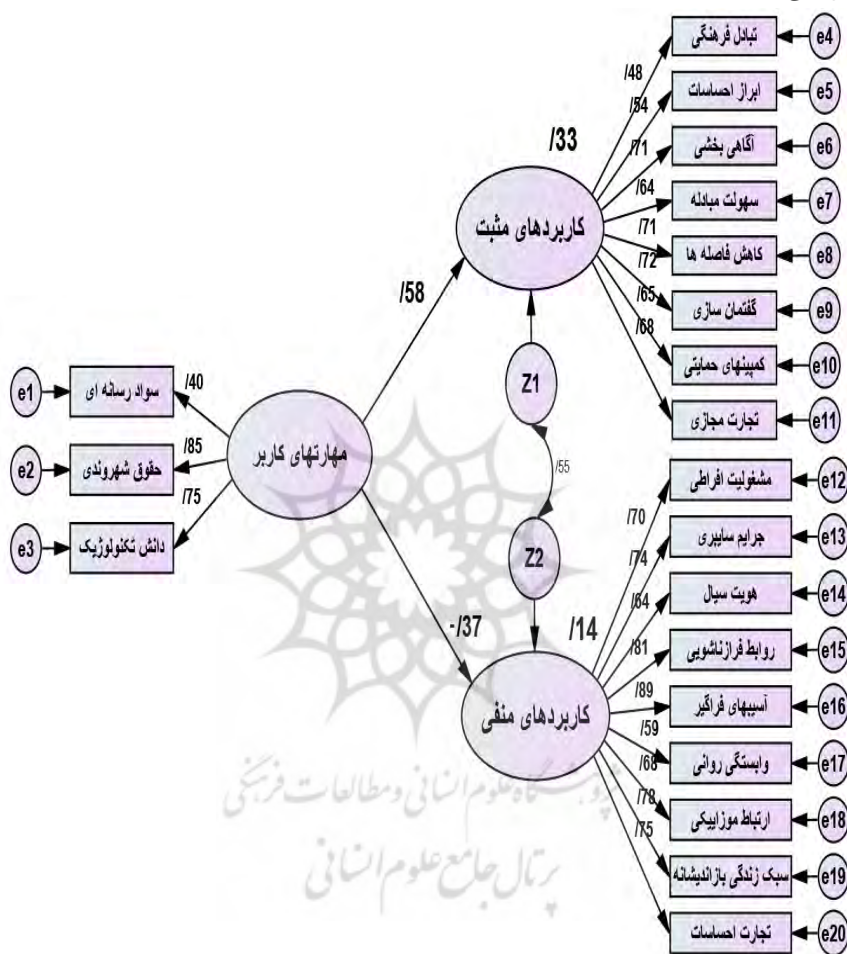 تبادل فرهنگی
e4
/48
ابراز احساسات
e5
/54
آگاهی بخشی
e6
/71
سهولت مبادله
e7
/64
کاهش فاصله ها
e8
/71
گفتمان سازی
e9
/72
کمپینهای حمایتی
e10
/65
تجارت مجازی
e11
/68
/33
کاربردهای مثبت
/58
Z1
/55
Z2
e1
سواد رسانه ای
/40
e2
حقوق شهروندی
/85
e3
دانش تکنولوژیک
/75
مهارتهای کاربر
-/37
/14
کاربردهای منفی
مشغولیت افراطی
e12
/70
جرایم سایبری
e13
/74
هویت سیال
e14
/64
روابط فرازناشویی
e15
/81
آسیبهای فراگیر
e16
/89
وابستگی روانی
e17
/59
ارتباط موزاییکی
e18
/68
سبک زندگی بازاندیشانه
e19
/78
تجارت احساسات
e20
/75
پژوهشگاه علوم انسانی و مطالعات فرهنگی
پرتال جامع علوم انسانی